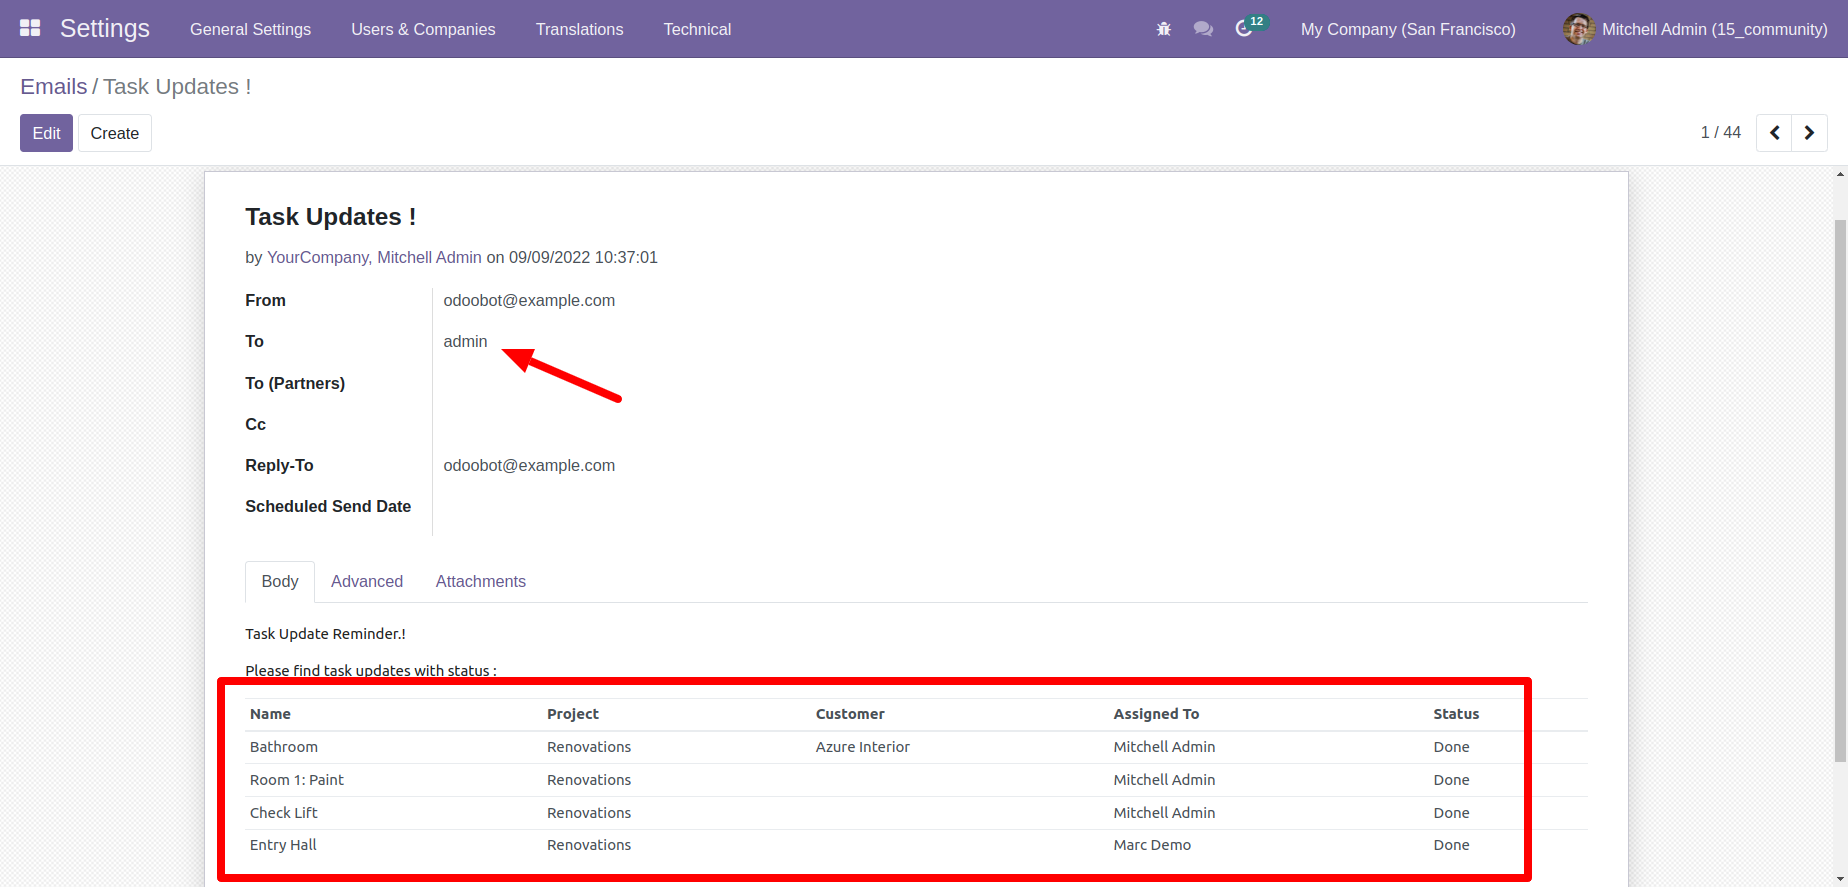 Settings General Settings Users & Companies Translations Technical 12 My Company (San Francisco) Mitchell Admin (15_community)
Emails / Task Updates !
Edit Create 1 / 44
Task Updates !
by YourCompany, Mitchell Admin on 09/09/2022 10:37:01
From odoobot@example.com
To admin
To (Partners)
Cc
Reply-To odoobot@example.com
Scheduled Send Date
Body Advanced Attachments
Task Update Reminder.!
Please find task updates with status :
Name Project Customer Assigned To Status
Bathroom Renovations Azure Interior Mitchell Admin Done
Room 1: Paint Renovations Mitchell Admin Done
Check Lift Renovations Mitchell Admin Done
Entry Hall Renovations Marc Demo Done